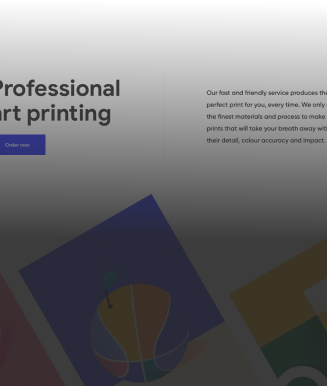 Professional
art printing
Order now
Our fast and friendly service produces the
perfect print for you, every time. We only
the finest materials and process to make
prints that will take your breath away with
their detail, colour accuracy and impact.